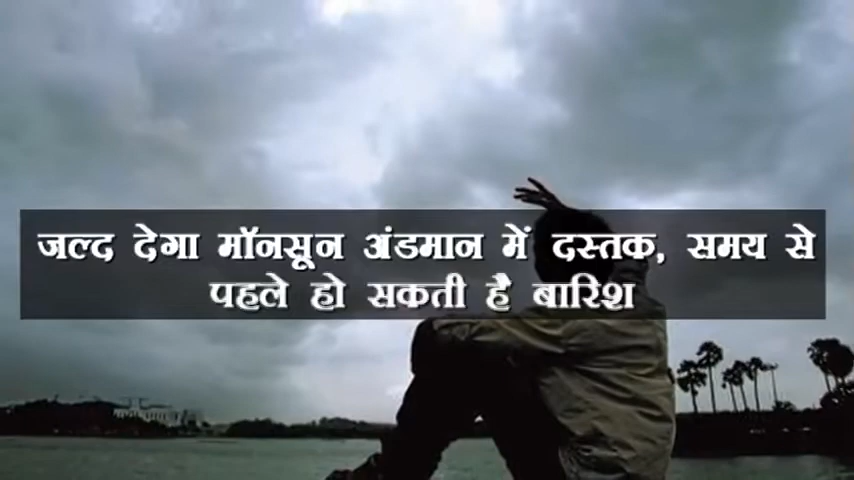 जल्द देगा मॉनसून अंडमान में दस्तक, समय से
पहले हो सकती है बारिश